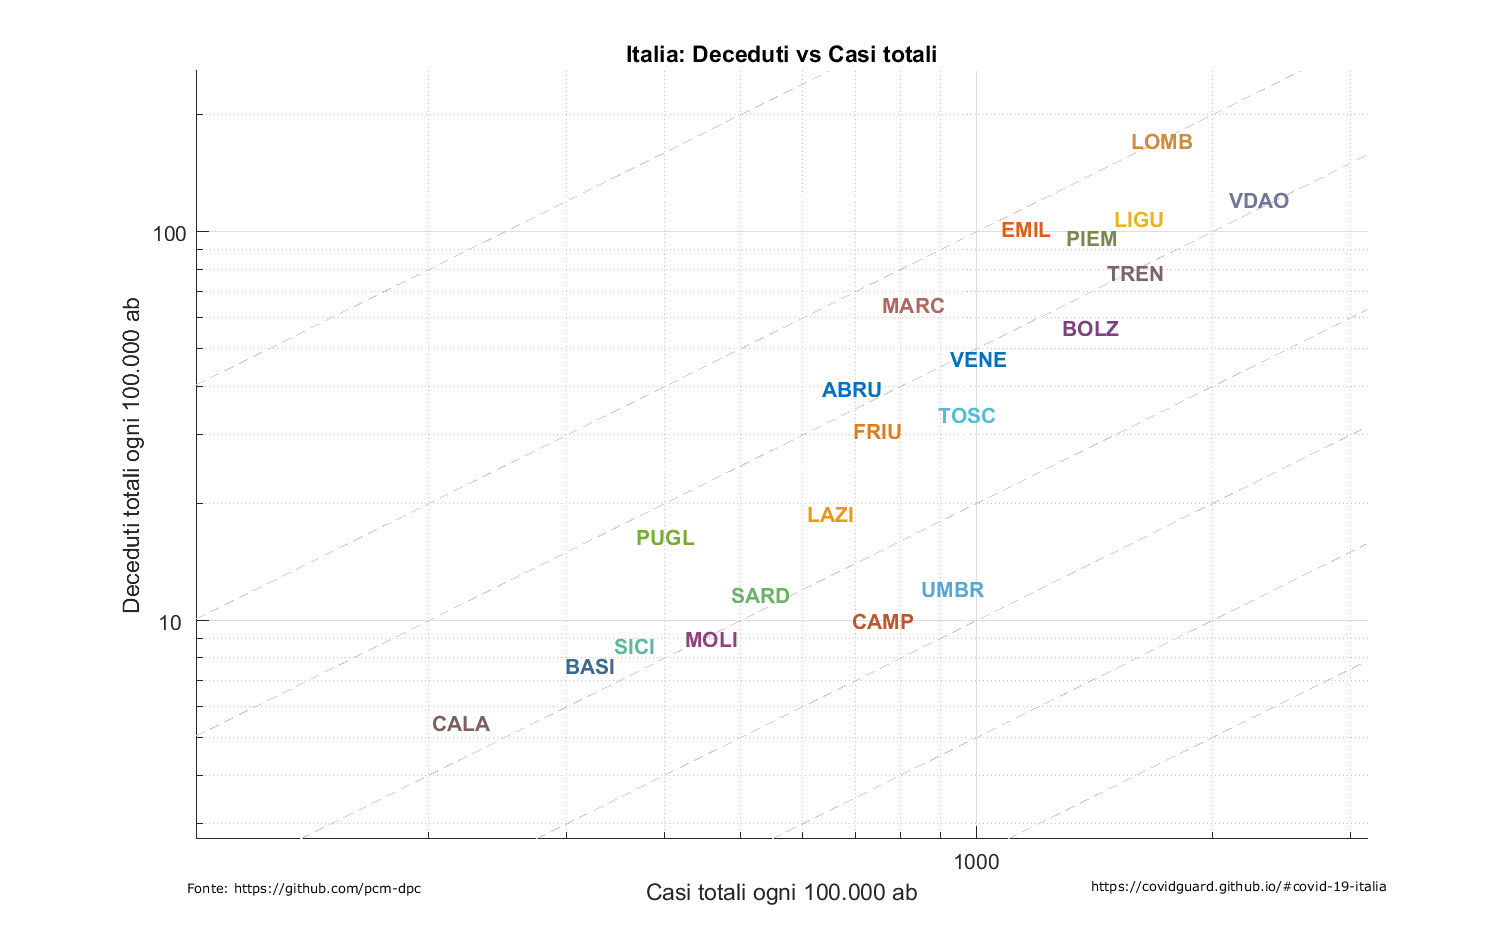 Italia: Deceduti vs Casi totali
LOMB
VDAO
LIGU
EMIL
PIEM
TREN
MARC
BOLZ
VENE
ABRU
TOSC
FRIU
LAZI
PUGL
UMBR
SARD
CAMP
MOLI
SICI
BASI
CALA
100
10
Deceduti totali ogni 100.000 ab
1000
Casi totali ogni 100.000 ab
Fonte: https://github.com/pcm-dpc
https://covidguard.github.io/#covid-19-italia